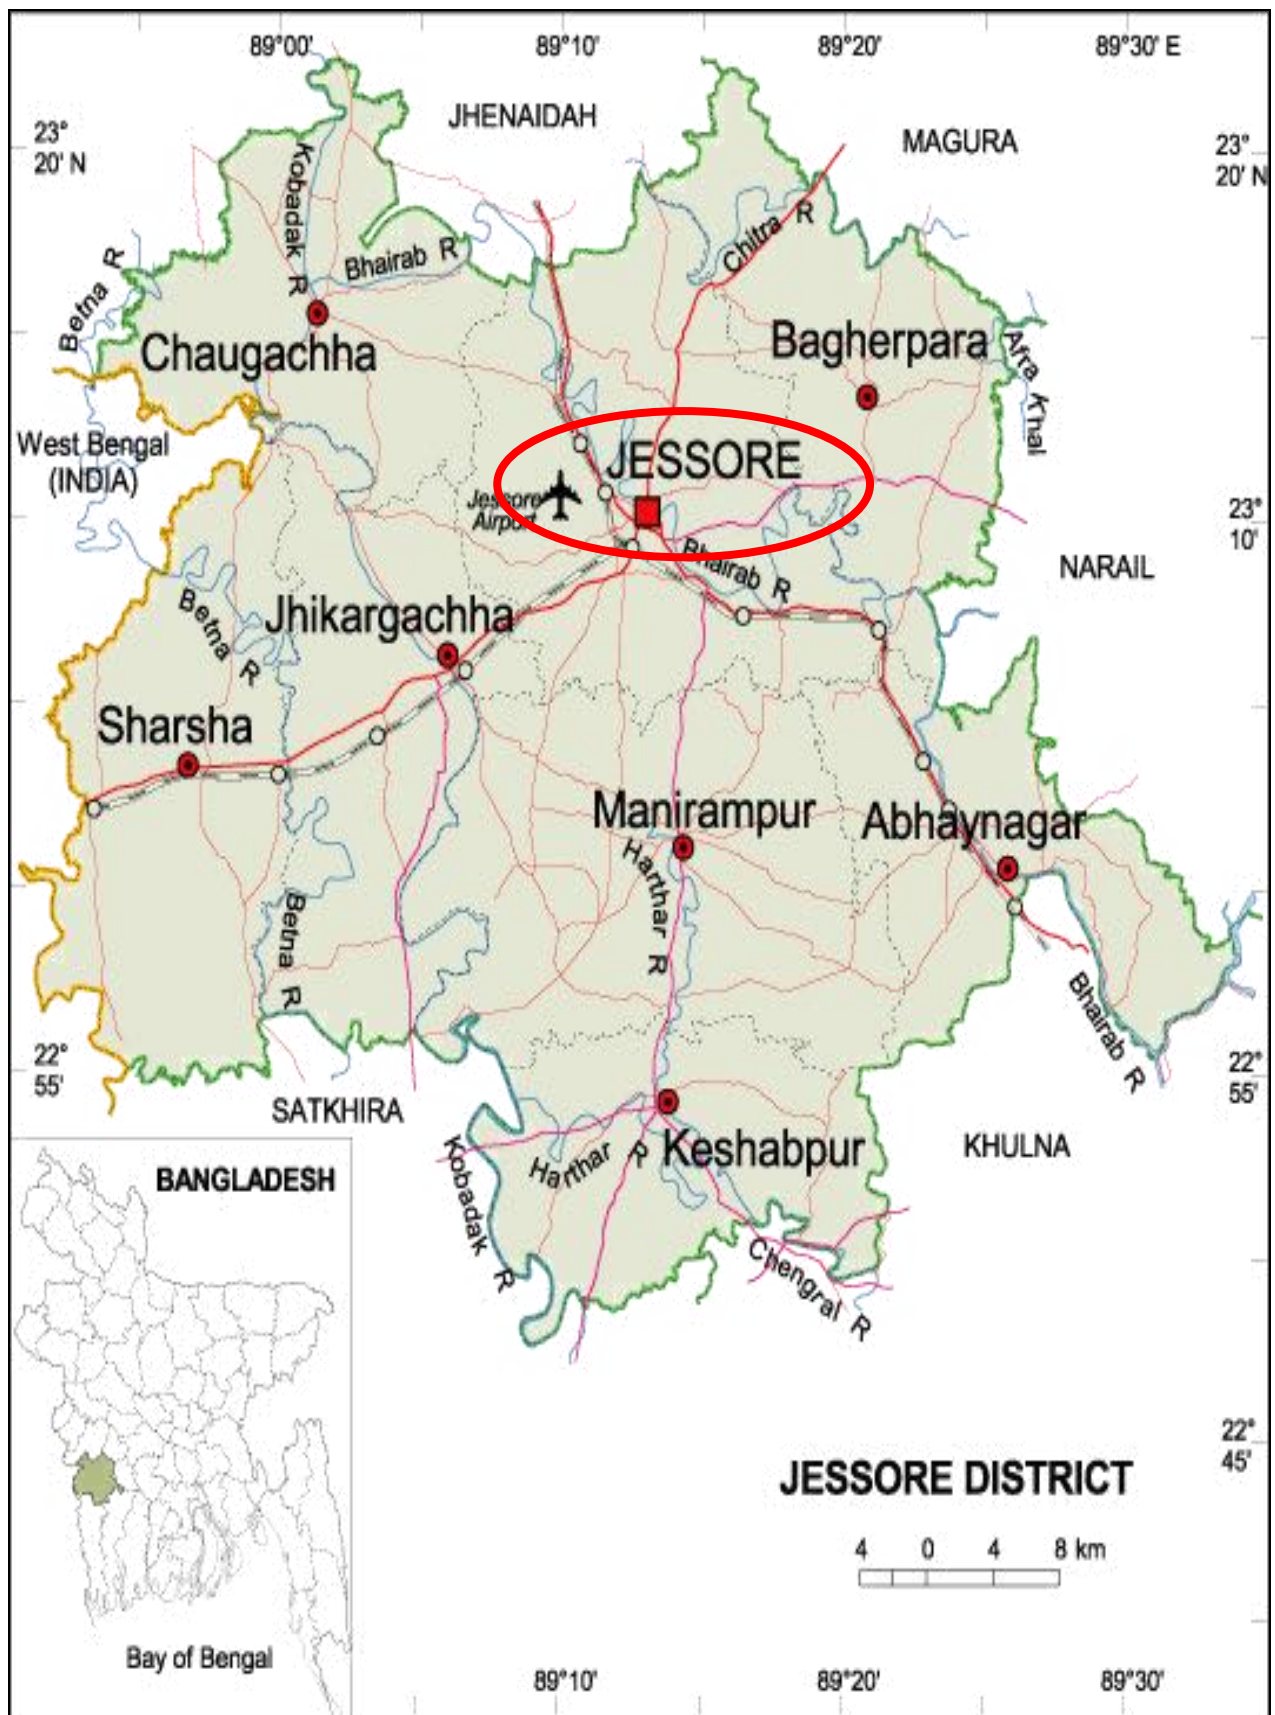 89°00'
89°10'
89°20'
89°30' E
JHENAIDAH
MAGURA
23°
20' N
23°
20' N
Kobadak R
Chitra R
Bhairab R
Betna R
Chaugachha
Bagherpara
Afra Khal
West Bengal
(INDIA)
JESSORE
Jessore
Airport
23°
10'
Bhairab R
NARAIL
Betna R
Jhikargachha
Sharsha
Manirampur
Abhaynagar
Harthar R
Betna R
Bhairab R
22°
55'
22°
55'
SATKHIRA
Keshabpur
KHULNA
Harthar R
Kobadak R
BANGLADESH
Chengral R
22°
45'
JESSORE DISTRICT
4 0 4 8 km
Bay of Bengal
89°10'
89°20'
89°30'